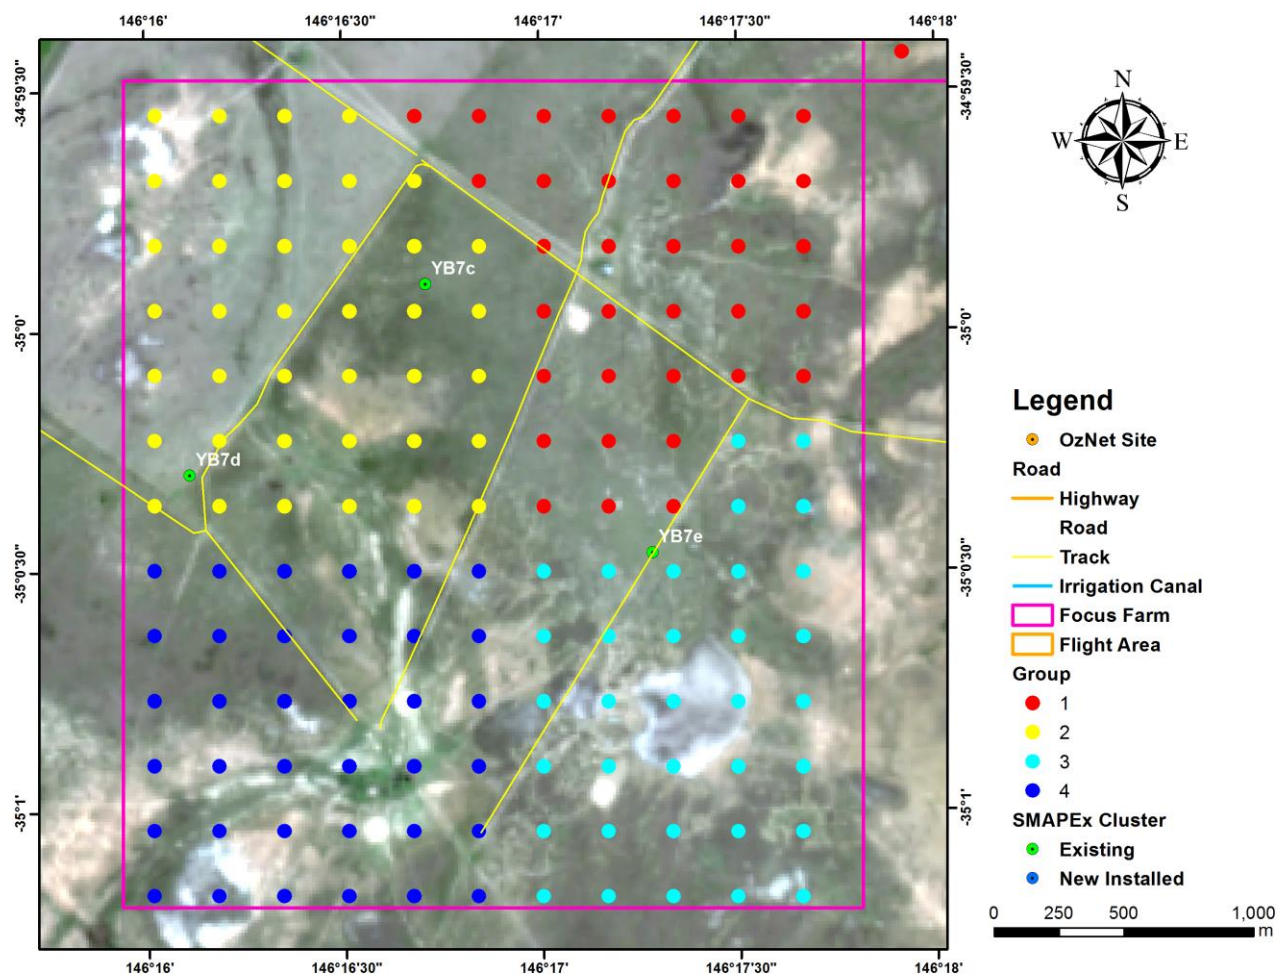 146°16' 146°16'30" 146°17' 146°17'30" 146°18'
-34°59'30" -34°59'30"
N
W E
S
YB7c
-35°0' -35°0'
Legend
OzNet Site
YB7d
Road
Highway
Road
YB7e
Track
-35°0'30" -35°0'30"
Irrigation Canal
Focus Farm
Flight Area
Group
1
2
3
4
-35°1' -35°1'
SMAPEx Cluster
Existing
New Installed
0 250 500 1,000
m
146°16' 146°16'30" 146°17' 146°17'30" 146°18'